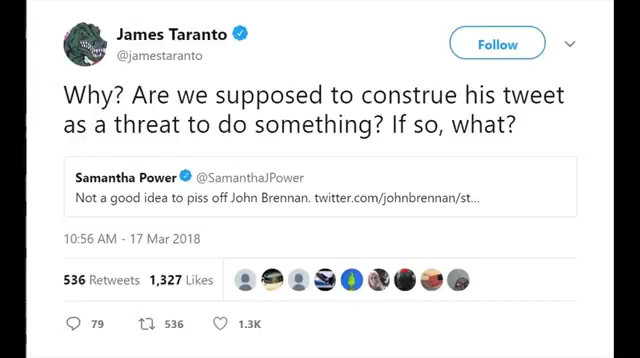 James Taranto
Follow
@jamestaranto
Why? Are we supposed to construe his tweet
as a threat to do something? If so, what?
Samantha Power @SamanthaJPower
Not a good idea to piss off John Brennan. twitter.com/johnbrennan/st...
10:56 AM - 17 Mar 2018
536 Retweets 1,327 Likes
79 536 1.3K